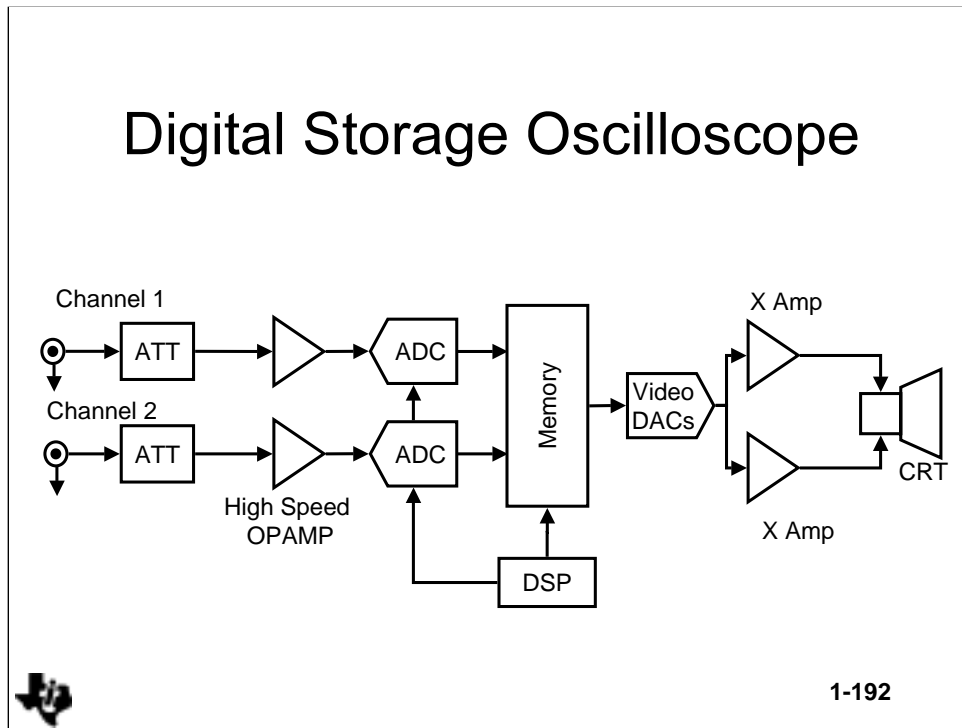 Digital Storage Oscilloscope
Channel 1
ATT
ADC
Channel 2
ATT
ADC
High Speed
OPAMP
Memory
DSP
Video
DACs
X Amp
X Amp
CRT
1-192